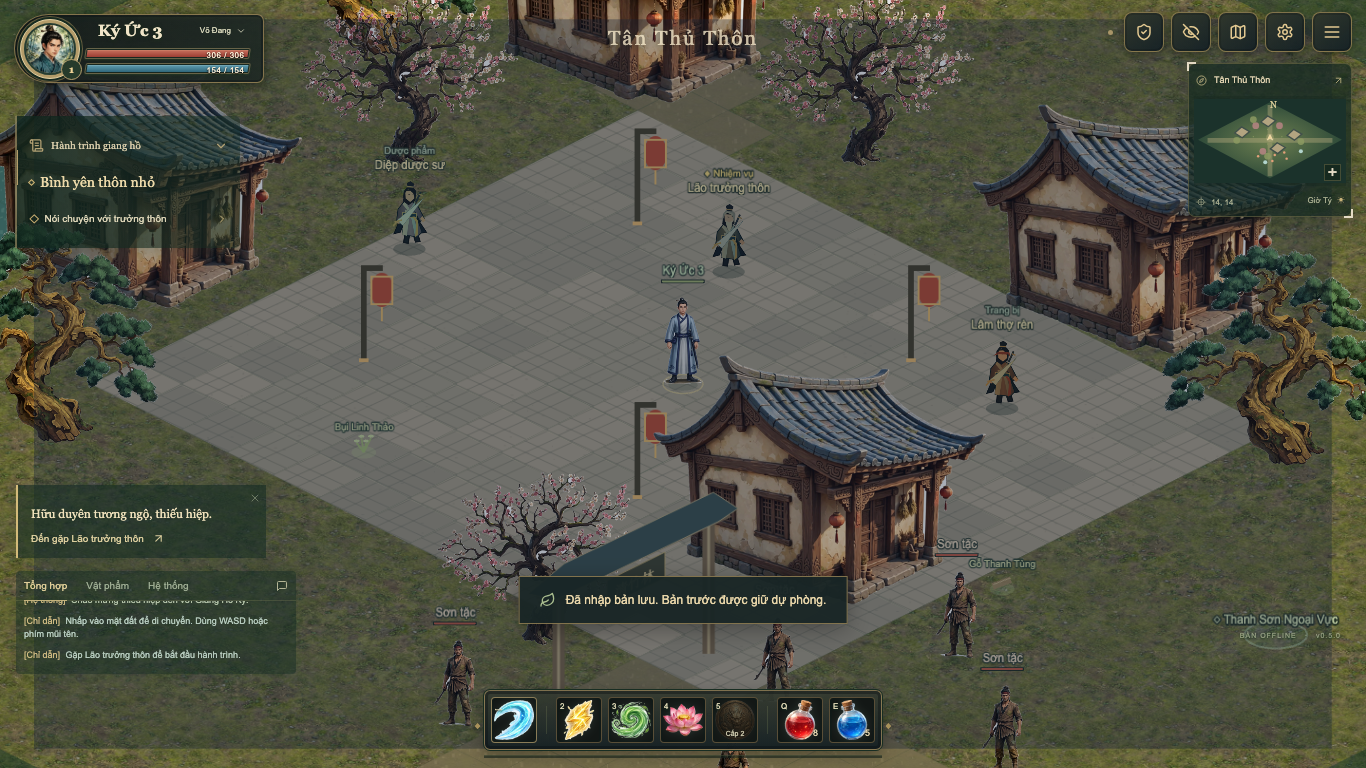 Ký Ức 3
Võ Đang
306 / 306
154 / 154
1
Tân Thủ Thôn
Tân Thủ Thôn
N
14, 14
Giờ Tý
Hành trình giang hồ
Bình yên thôn nhỏ
Nói chuyện với trưởng thôn
Dược phẩm
Diệp dược sư
Nhiệm vụ
Lão trưởng thôn
Ký Ức 3
Trang bị
Lâm thợ rèn
Bụi Linh Thảo
Hữu duyên tương ngộ, thiếu hiệp.
Đến gặp Lão trưởng thôn
Tổng hợp
Vật phẩm
Hệ thống
[Chỉ dẫn] Nhấp vào mặt đất để di chuyển. Dùng WASD hoặc
phím mũi tên.
[Chỉ dẫn] Gặp Lão trưởng thôn để bắt đầu hành trình.
Đã nhập bản lưu. Bản trước được giữ dự phòng.
Sơn tặc
Gỗ Thanh Tùng
Sơn tặc
Sơn tặc
Thanh Sơn Ngoại Vực
BẢN OFFLINE
v0.5.0
2
3
4
5
Cấp 2
Q
8
E
5